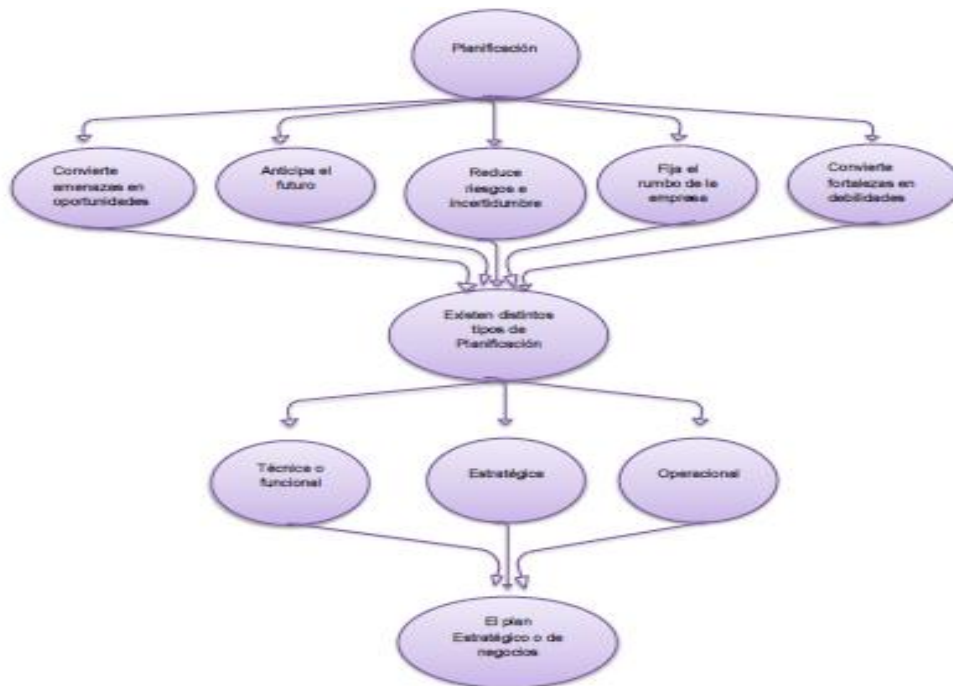 Planificación
Convierte
amenazas en
oportunidades
Anticipa el
futuro
Reduce
riesgos e
incertidumbre
Fija el
rumbo de la
empresa
Convierte
fortalezas en
debilidades
Existen distintos
tipos de
Planificación
Técnica o
funcional
Estratégica
Operacional
El plan
Estratégico o de
negocios